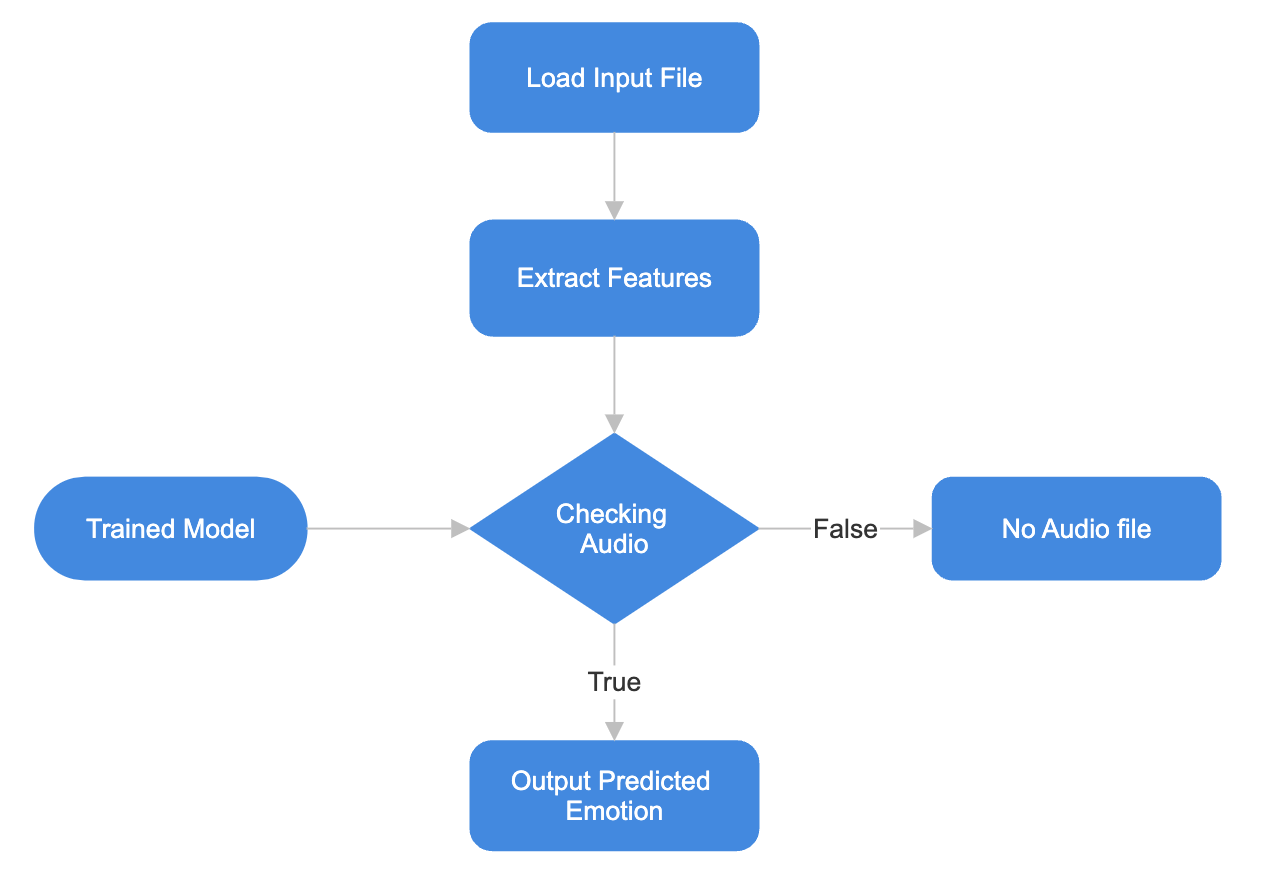 Load Input File
Extract Features
Trained Model
Checking
Audio
False
No Audio file
True
Output Predicted
Emotion